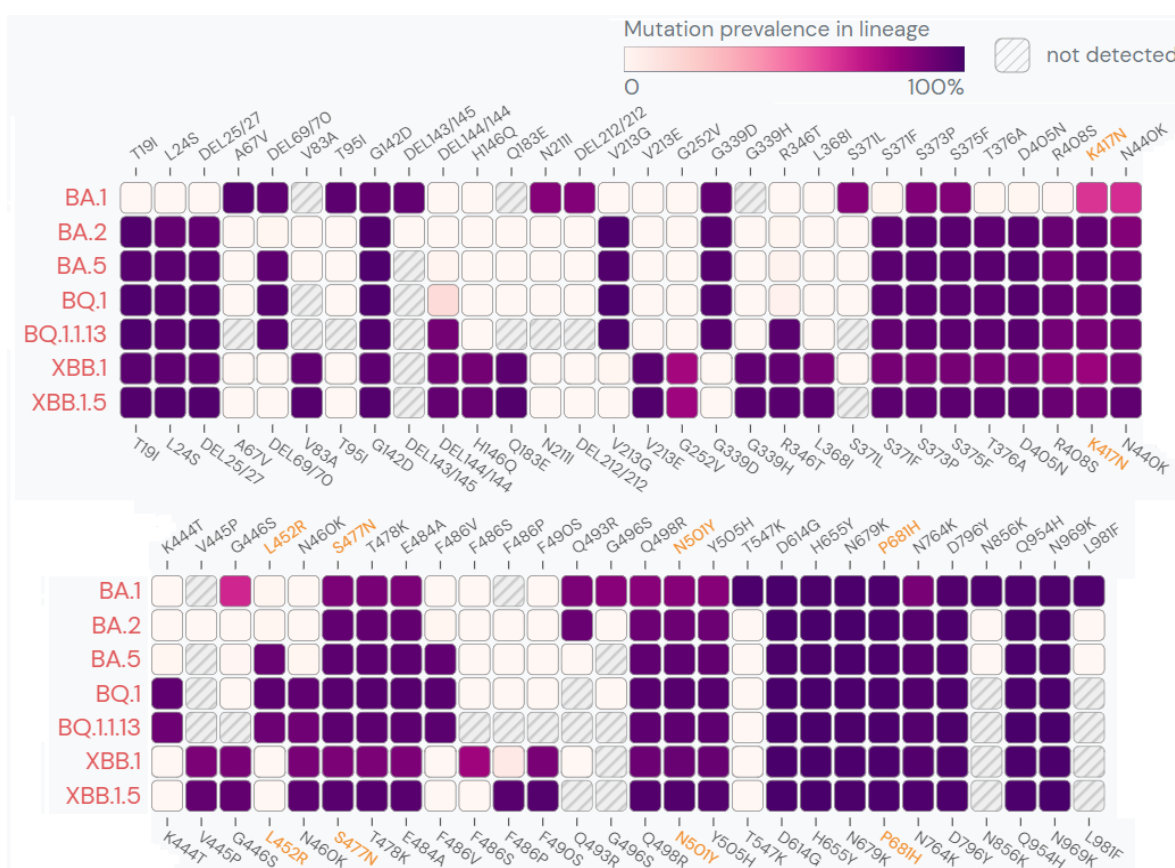 Mutation prevalence in lineage
0 100% not detected
T19I L24S DEL25/27 A67V DEL69/70 V83A T95I G142D DEL143/145 DEL144/144 H146Q Q183E N211I DEL212/212 V213G V213E G252V G339D G339H R346T L368I S371L S371F S373P S375F T376A D405N R408S K417N N440K
BA.1
BA.2
BA.5
BQ.1
BQ.1.1.13
XBB.1
XBB.1.5
T19I L24S DEL25/27 A67V DEL69/70 V83A T95I G142D DEL143/145 DEL144/144 H146Q Q183E N211I DEL212/212 V213G V213E G252V G339D G339H R346T L368I S371L S371F S373P S375F T376A D405N R408S K417N N440K
K444T V445P G446S L452R N460K S477N T478K E484A F486V F486S F486P F490S Q493R G496S Q498R N501Y Y505H T547K D614G H655Y N679K P681H N764K D796Y N856K Q954H N969K L981F
BA.1
BA.2
BA.5
BQ.1
BQ.1.1.13
XBB.1
XBB.1.5
K444T V445P G446S L452R N460K S477N T478K E484A F486V F486S F486P F490S Q493R G496S Q498R N501Y Y505H T547K D614G H655Y N679K P681H N764K D796Y N856K Q954H N969K L981F